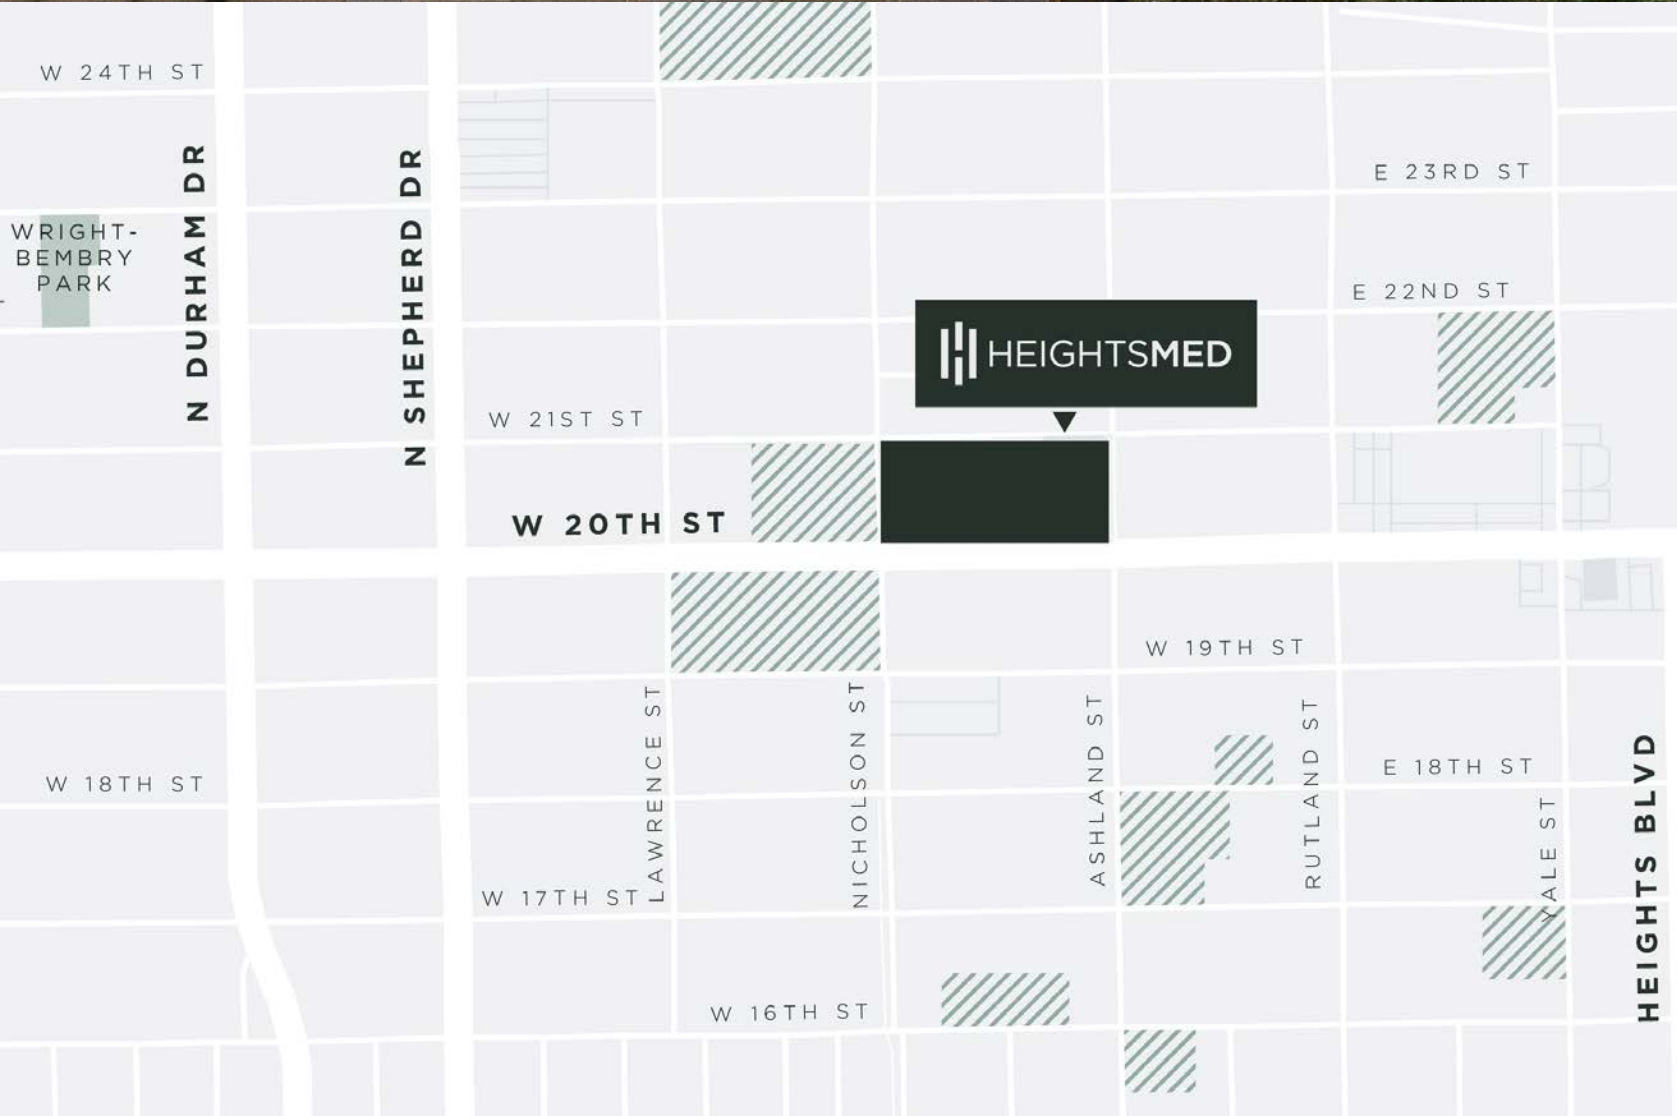 W 24TH ST
N DURHAM DR
N SHEPHERD DR
E 23RD ST
WRIGHT-
BEMBRY
PARK
E 22ND ST
HEIGHTSMED
W 21ST ST
W 20TH ST
W 19TH ST
LAWRENCE ST
NICHOLSON ST
ASHLAND ST
RUTLAND ST
HEIGHTS BLVD
W 18TH ST
E 18TH ST
YALE ST
W 17TH ST
W 16TH ST